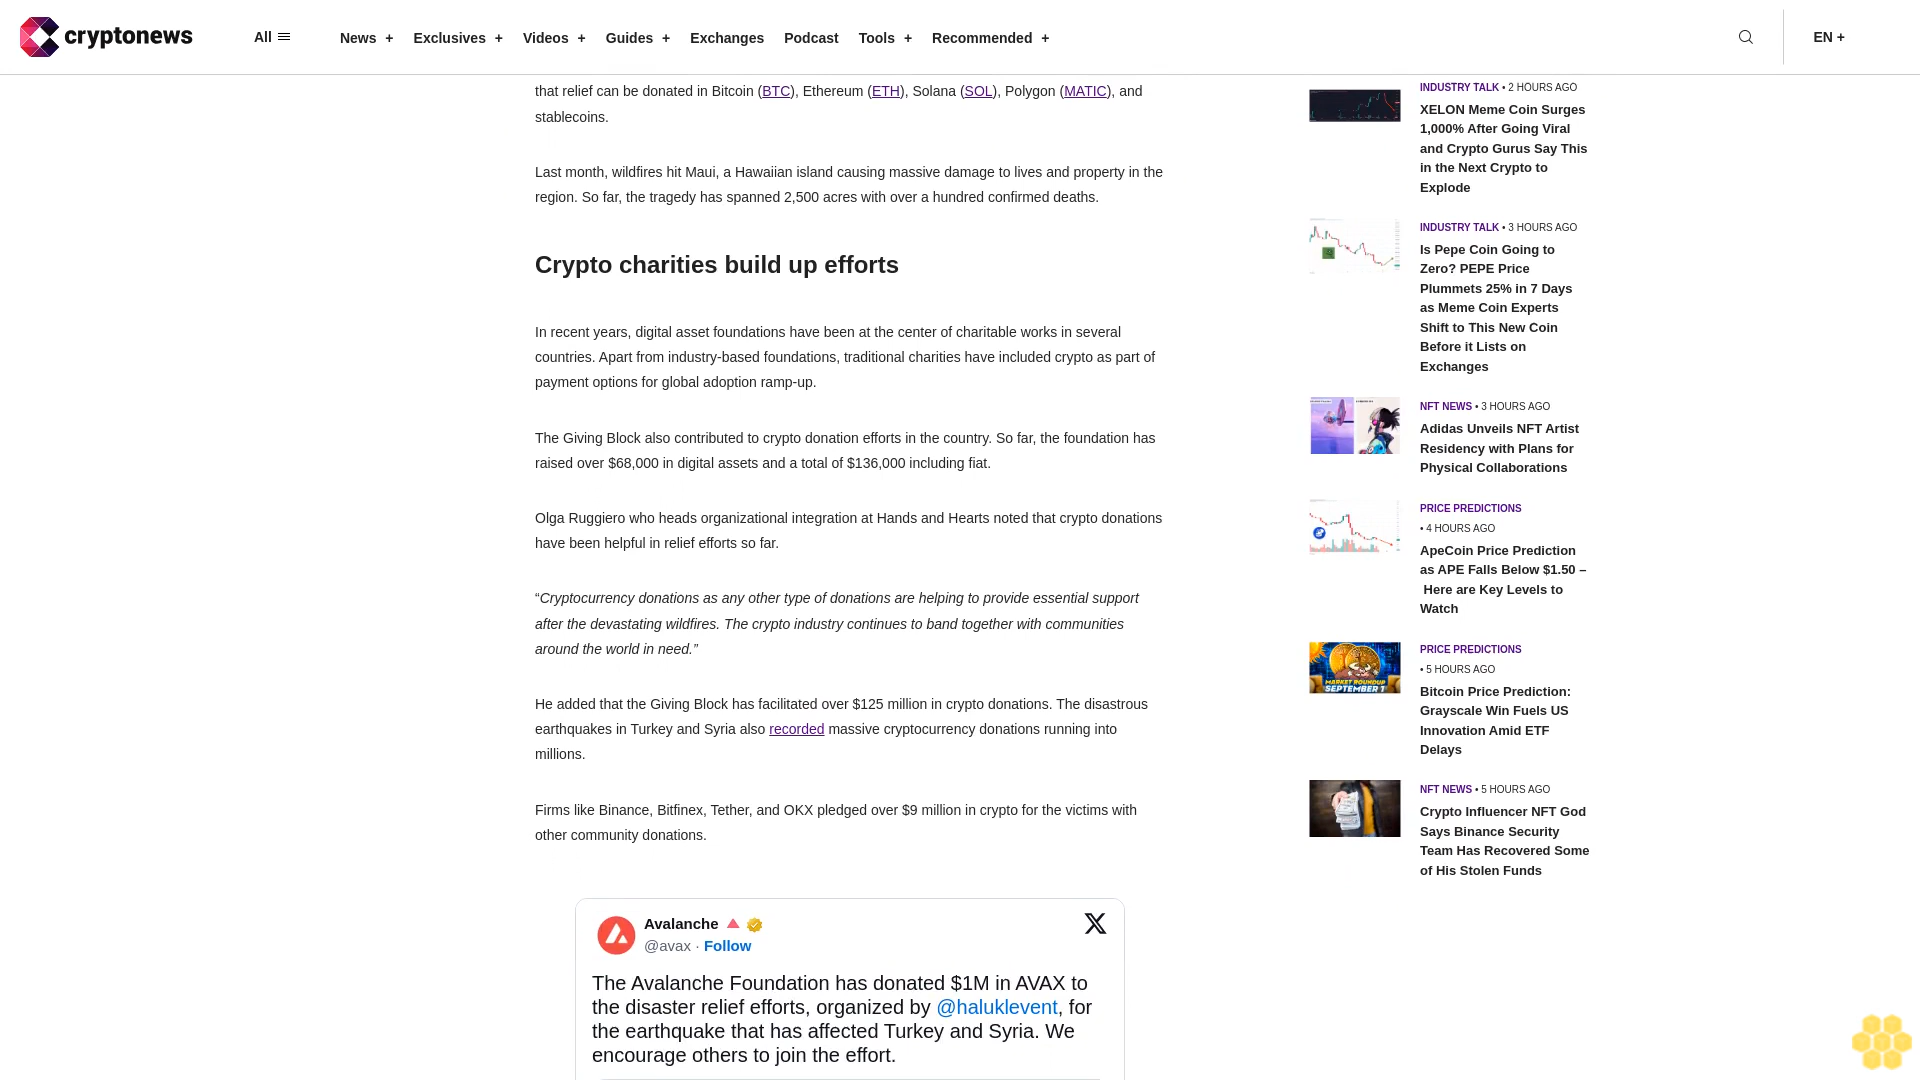 cryptonews
All
News +
Exclusives +
Videos +
Guides +
Exchanges
Podcast
Tools +
Recommended +
EN +
that relief can be donated in Bitcoin (BTC), Ethereum (ETH), Solana (SOL), Polygon (MATIC), and
stablecoins.
Last month, wildfires hit Maui, a Hawaiian island causing massive damage to lives and property in the
region. So far, the tragedy has spanned 2,500 acres with over a hundred confirmed deaths.
Crypto charities build up efforts
In recent years, digital asset foundations have been at the center of charitable works in several
countries. Apart from industry-based foundations, traditional charities have included crypto as part of
payment options for global adoption ramp-up.
The Giving Block also contributed to crypto donation efforts in the country. So far, the foundation has
raised over $68,000 in digital assets and a total of $136,000 including fiat.
Olga Ruggiero who heads organizational integration at Hands and Hearts noted that crypto donations
have been helpful in relief efforts so far.
“Cryptocurrency donations as any other type of donations are helping to provide essential support
after the devastating wildfires. The crypto industry continues to band together with communities
around the world in need.”
He added that the Giving Block has facilitated over $125 million in crypto donations. The disastrous
earthquakes in Turkey and Syria also recorded massive cryptocurrency donations running into
millions.
Firms like Binance, Bitfinex, Tether, and OKX pledged over $9 million in crypto for the victims with
other community donations.
Avalanche
@avax · Follow
The Avalanche Foundation has donated $1M in AVAX to
the disaster relief efforts, organized by @haluklevent, for
the earthquake that has affected Turkey and Syria. We
encourage others to join the effort.
INDUSTRY TALK • 2 HOURS AGO
XELON Meme Coin Surges
1,000% After Going Viral
and Crypto Gurus Say This
in the Next Crypto to
Explode
INDUSTRY TALK • 3 HOURS AGO
Is Pepe Coin Going to
Zero? PEPE Price
Plummets 25% in 7 Days
as Meme Coin Experts
Shift to This New Coin
Before it Lists on
Exchanges
NFT NEWS • 3 HOURS AGO
Adidas Unveils NFT Artist
Residency with Plans for
Physical Collaborations
PRICE PREDICTIONS
• 4 HOURS AGO
ApeCoin Price Prediction
as APE Falls Below $1.50 –
Here are Key Levels to
Watch
MARKET ROUNDUP
SEPTEMBER 1
PRICE PREDICTIONS
• 5 HOURS AGO
Bitcoin Price Prediction:
Grayscale Win Fuels US
Innovation Amid ETF
Delays
NFT NEWS • 5 HOURS AGO
Crypto Influencer NFT God
Says Binance Security
Team Has Recovered Some
of His Stolen Funds